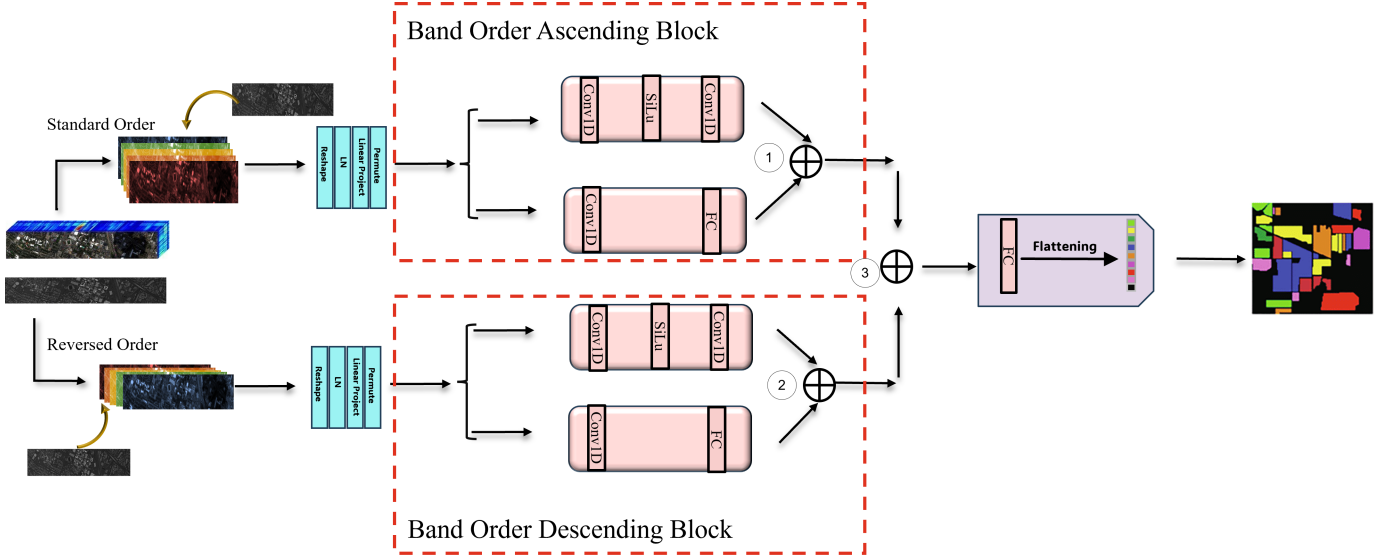 Band Order Ascending Block
Standard Order
Reshape
LN
Linear Project
Permute
Conv1D
SiLu
Conv1D
1
Conv1D
FC
3
FC
Flattening
Reversed Order
Reshape
LN
Linear Project
Permute
Conv1D
SiLu
Conv1D
2
Conv1D
FC
Band Order Descending Block